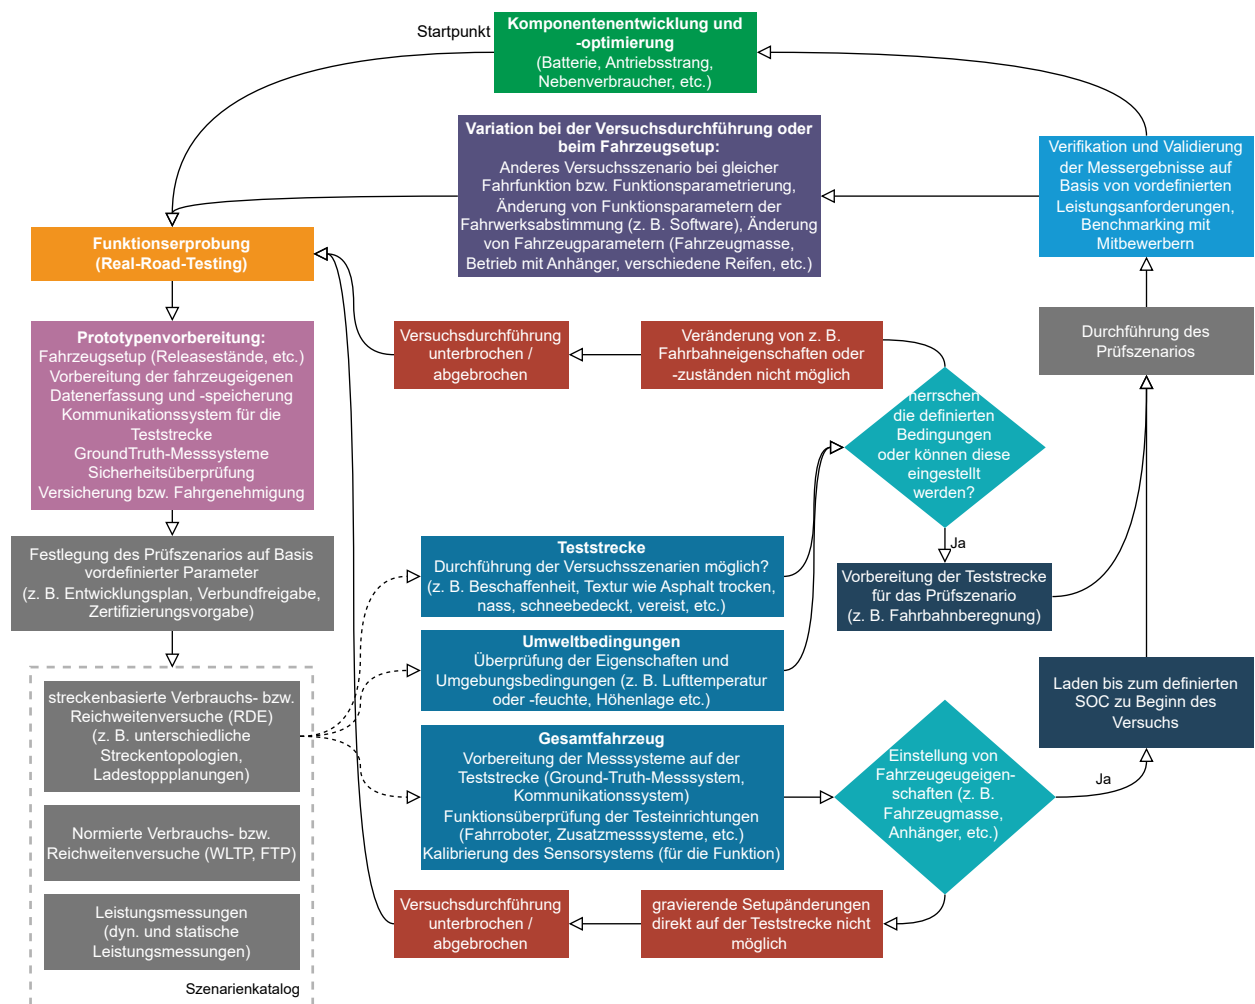 Startpunkt
Komponentenentwicklung und
-optimierung
(Batterie, Antriebsstrang,
Nebenverbraucher, etc.)
Variation bei der Versuchsdurchführung oder
beim Fahrzeugsetup:
Anderes Versuchsszenario bei gleicher
Fahrfunktion bzw. Funktionsparametrierung,
Änderung von Funktionsparametern der
Fahrwerksabstimmung (z. B. Software), Änderung
von Fahrzeugparametern (Fahrzeugmasse,
Betrieb mit Anhänger, verschiedene Reifen, etc.)
Verifikation und Validierung
der Messergebnisse auf
Basis von vordefinierten
Leistungsanforderungen,
Benchmarking mit
Mitbewerbern
Funktionserprobung
(Real-Road-Testing)
Prototypenvorbereitung:
Fahrzeugsetup (Releasestände, etc.)
Vorbereitung der fahrzeugeigenen
Datenerfassung und -speicherung
Kommunikationssystem für die
Teststrecke
GroundTruth-Messsysteme
Sicherheitsüberprüfung
Versicherung bzw. Fahrgenehmigung
Versuchsdurchführung
unterbrochen /
abgebrochen
Veränderung von z. B.
Fahrbahneigenschaften oder
-zuständen nicht möglich
Durchführung des
Prüfszenarios
herrschen
die definierten
Bedingungen
oder können diese
eingestellt
werden?
Ja
Festlegung des Prüfszenarios auf Basis
vordefinierter Parameter
(z. B. Entwicklungsplan, Verbundfreigabe,
Zertifizierungsvorgabe)
Teststrecke
Durchführung der Versuchsszenarien möglich?
(z. B. Beschaffenheit, Textur wie Asphalt trocken,
nass, schneebedeckt, vereist, etc.)
Vorbereitung der Teststrecke
für das Prüfszenario
(z. B. Fahrbahnberegnung)
Umweltbedingungen
Überprüfung der Eigenschaften und
Umgebungsbedingungen (z. B. Lufttemperatur
oder -feuchte, Höhenlage etc.)
Laden bis zum definierten
SOC zu Beginn des
Versuchs
streckenbasierte Verbrauchs- bzw.
Reichweitenversuche (RDE)
(z. B. unterschiedliche
Streckentopologien,
Ladestoppplanungen)
Gesamtfahrzeug
Vorbereitung der Messsysteme auf der
Teststrecke (Ground-Truth-Messsystem,
Kommunikationssystem)
Funktionsüberprüfung der Testeinrichtungen
(Fahrroboter, Zusatzmesssysteme, etc.)
Kalibrierung des Sensorsystems (für die Funktion)
Einstellung von
Fahrzeugeugeigen-
schaften (z. B.
Fahrzeugmasse,
Anhänger, etc.)
Ja
Normierte Verbrauchs- bzw.
Reichweitenversuche (WLTP, FTP)
Leistungsmessungen
(dyn. und statische
Leistungsmessungen)
Versuchsdurchführung
unterbrochen /
abgebrochen
gravierende Setupänderungen
direkt auf der Teststrecke nicht
möglich
Szenarienkatalog